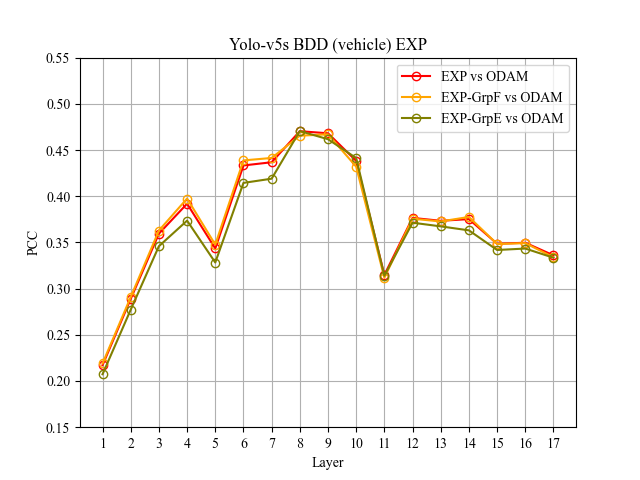 Yolo-v5s BDD (vehicle) EXP
EXP vs ODAM
EXP-GrpF vs ODAM
EXP-GrpE vs ODAM
PCC
0.55
0.50
0.45
0.40
0.35
0.30
0.25
0.20
0.15
1 2 3 4 5 6 7 8 9 10 11 12 13 14 15 16 17
Layer